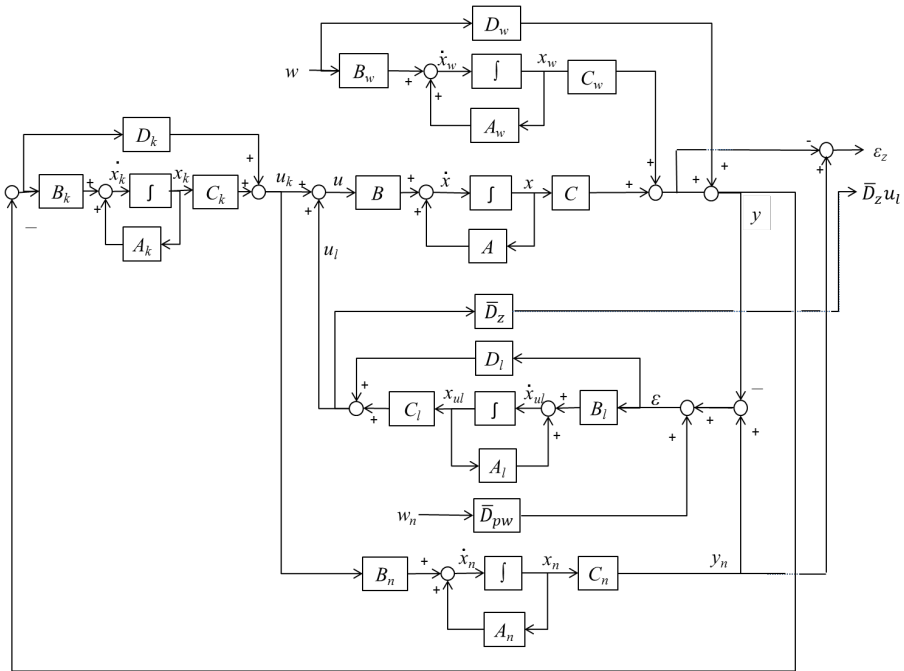 D_w
w B_w + + ẋ_w ∫ x_w C_w +
A_w
+
D_k
+
- ε_z
+
B_k + + ẋ_k ∫ x_k C_k + u_k + u B + + ẋ ∫ x C + + y
A_k
−
u_l
+
A
D̅_z u_l
D̅_z
D_l
+
+ C_l x_ul ∫ ẋ_ul + + B_l ε + + −
+
A_l
w_n D̅_pw
B_n + + ẋ_n ∫ x_n C_n y_n
A_n